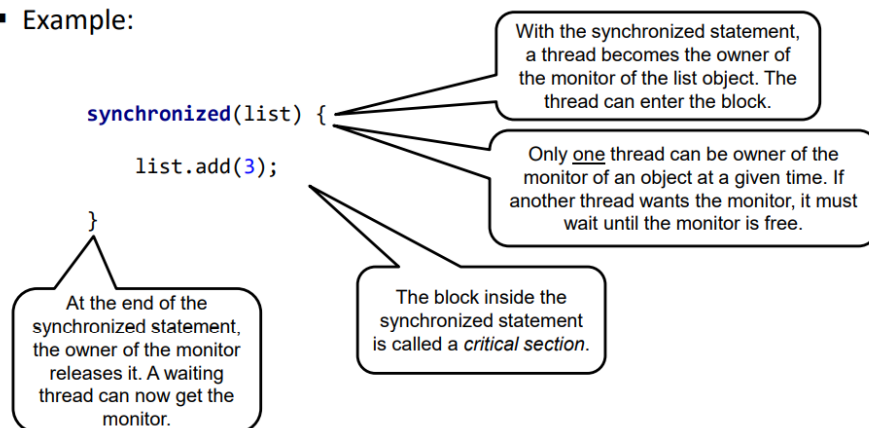 ▪ Example:
With the synchronized statement,
a thread becomes the owner of
the monitor of the list object. The
thread can enter the block.
synchronized(list) {
list.add(3);
}
Only one thread can be owner of the
monitor of an object at a given time. If
another thread wants the monitor, it must
wait until the monitor is free.
At the end of the
synchronized statement,
the owner of the monitor
releases it. A waiting
thread can now get the
monitor.
The block inside the
synchronized statement
is called a critical section.